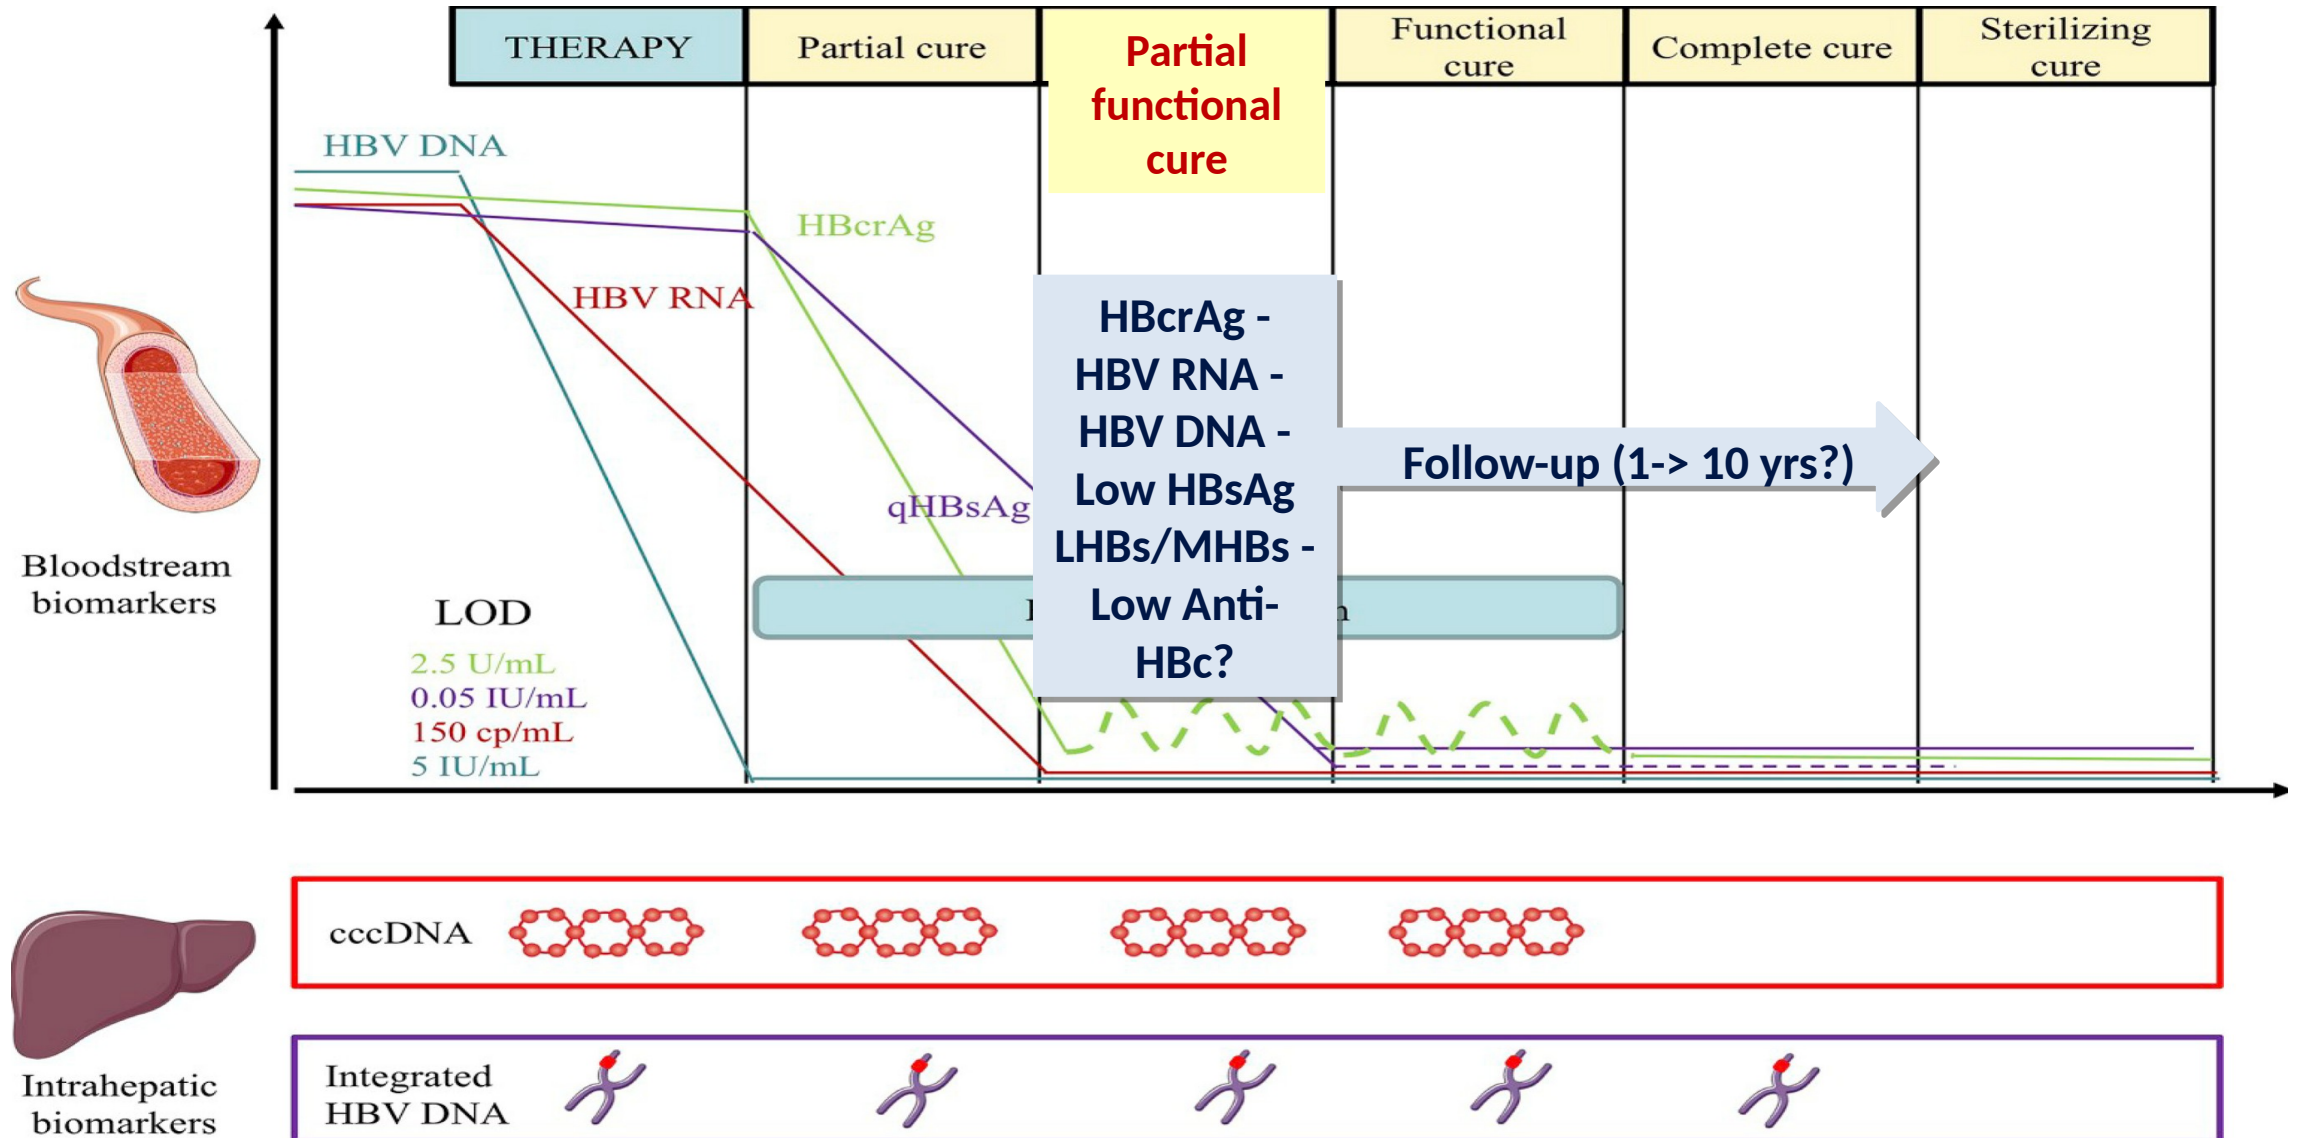 THERAPY
Partial cure
Partial
functional
cure
Functional
cure
Complete cure
Sterilizing
cure
HBV DNA
HBcrAg
HBV RNA
qHBsAg
HBcrAg -
HBV RNA -
HBV DNA -
Low HBsAg
LHBs/MHBs -
Low Anti-
HBc?
Follow-up (1-> 10 yrs?)
Bloodstream
biomarkers
LOD
2.5 U/mL
0.05 IU/mL
150 cp/mL
5 IU/mL
cccDNA
Intrahepatic
biomarkers
Integrated
HBV DNA